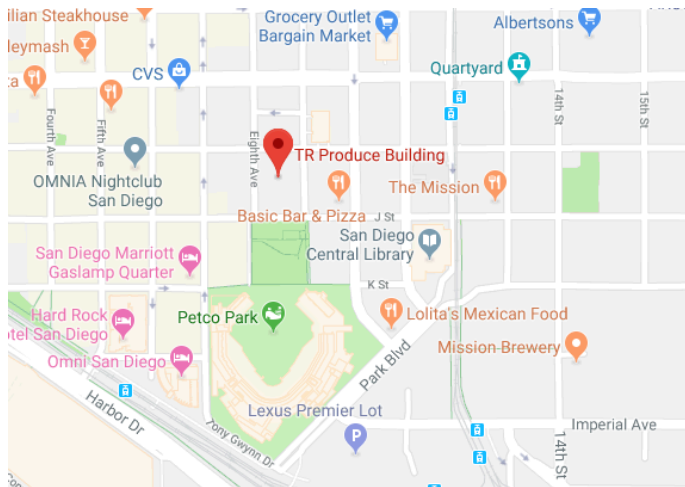 Grocery Outlet
Bargain Market
Albertsons
Steakhouse
CVS
Quartyard
Fourth Ave
Fifth Ave
Eighth Ave
14th St
15th St
TR Produce Building
OMNIA Nightclub
San Diego
The Mission
Basic Bar & Pizza
J St
San Diego
Central Library
San Diego Marriott
Gaslamp Quarter
K St
Petco Park
Lolita's Mexican Food
Hard Rock
San Diego
Mission Brewery
Omni San Diego
Park Blvd
Harbor Dr
Lexus Premier Lot
P
Imperial Ave
Tony Gwynn Dr
14th St